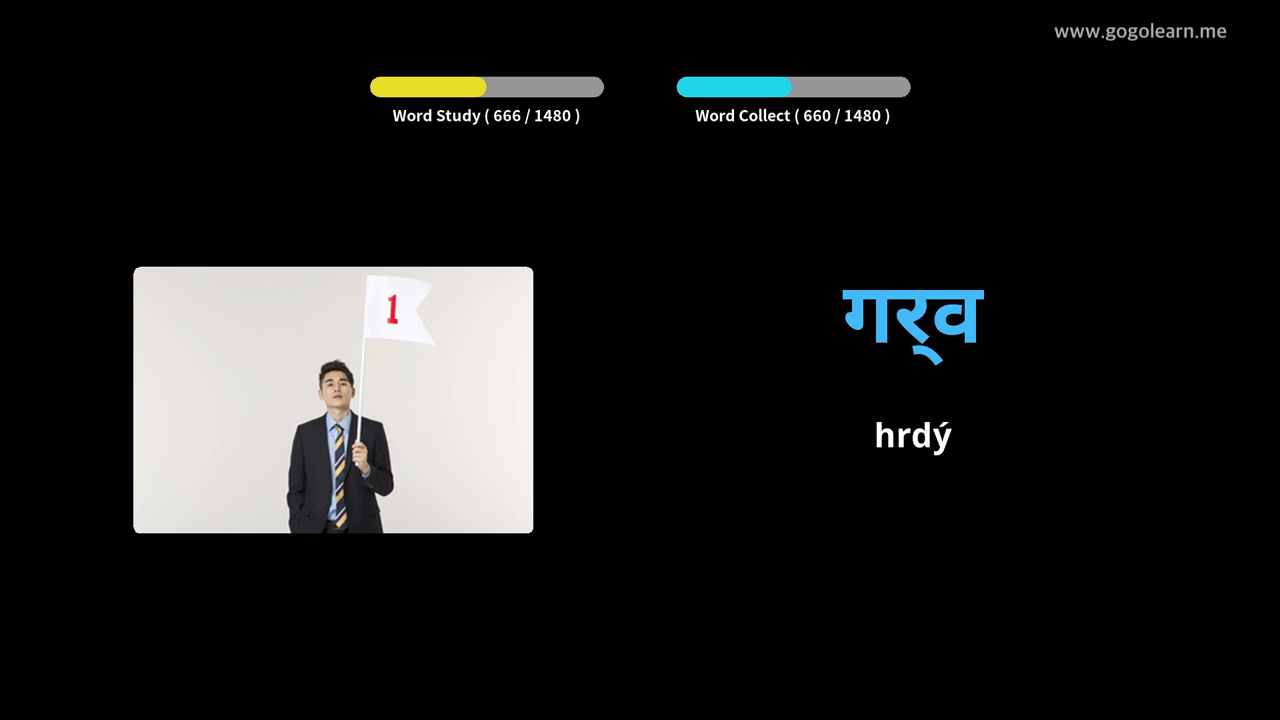 www.gogolearn.me
Word Study ( 666 / 1480 )
Word Collect ( 660 / 1480 )
1
गर्‌व
hrdý